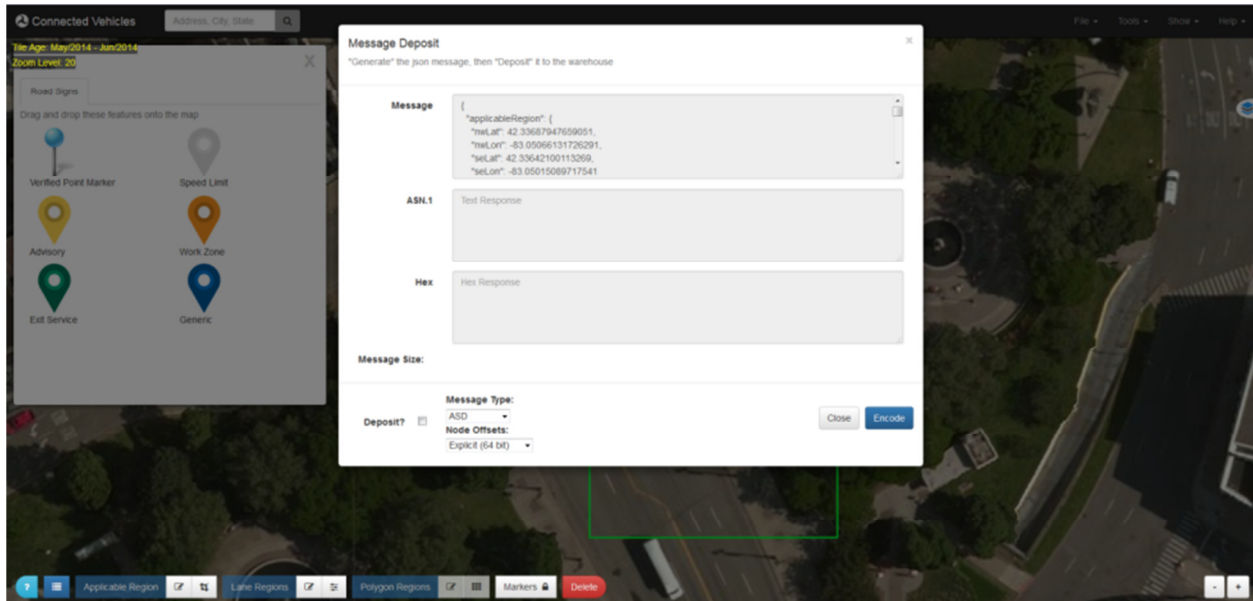 Connected Vehicles
Address, City, State
File
Tools
Show
Help
Tile Age: May/2014 - Jun/2014
Zoom Level: 20
X
Road Signs
Drag and drop these features onto the map
Verified Point Marker
Speed Limit
Advisory
Work Zone
Exit Service
Generic
Message Deposit
×
"Generate" the json message, then "Deposit" it to the warehouse
Message
{
"applicableRegion": {
"nwLat": 42.33687947659051,
"nwLon": -83.05066131726291,
"seLat": 42.33642100113269,
"seLon": -83.05015089717541
ASN.1
Text Response
Hex
Hex Response
Message Size:
Deposit?
Message Type:
ASD
Node Offsets:
Explicit (64 bit)
Close
Encode
?
Applicable Region
Lane Regions
Polygon Regions
Markers
Delete
-
+